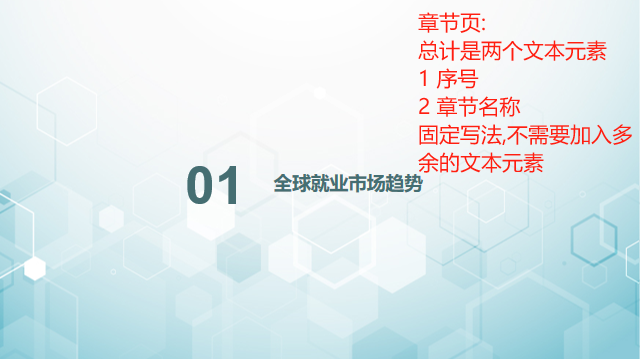 章节页:
总计是两个文本元素
1 序号
2 章节名称
固定写法,不需要加入多
余的文本元素
01 全球就业市场趋势